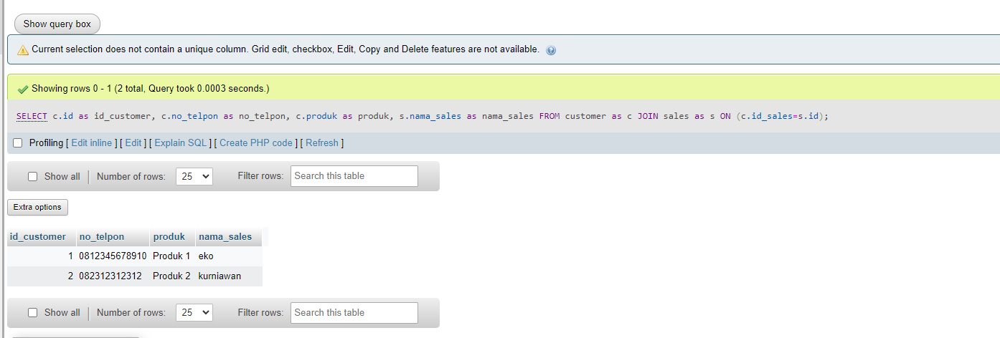 Show query box
Current selection does not contain a unique column. Grid edit, checkbox, Edit, Copy and Delete features are not available.
Showing rows 0 - 1 (2 total, Query took 0.0003 seconds.)
SELECT c.id as id_customer, c.no_telpon as no_telpon, c.produk as produk, s.nama_sales as nama_sales FROM customer as c JOIN sales as s ON (c.id_sales=s.id);
Profiling [ Edit inline ] [ Edit ] [ Explain SQL ] [ Create PHP code ] [ Refresh ]
Show all Number of rows: 25 Filter rows: Search this table
Extra options
id_customer no_telpon produk nama_sales
1 0812345678910 Produk 1 eko
2 082312312312 Produk 2 kurniawan
Show all Number of rows: 25 Filter rows: Search this table